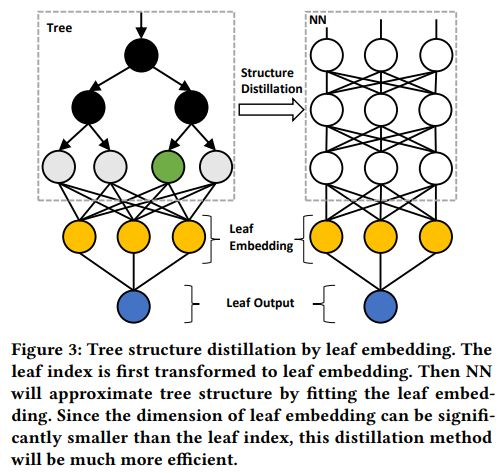 Tree
NN
Structure
Distillation
Leaf
Embedding
Leaf Output
Figure 3: Tree structure distillation by leaf embedding. The
leaf index is first transformed to leaf embedding. Then NN
will approximate tree structure by fitting the leaf embed-
ding. Since the dimension of leaf embedding can be signifi-
cantly smaller than the leaf index, this distillation method
will be much more efficient.